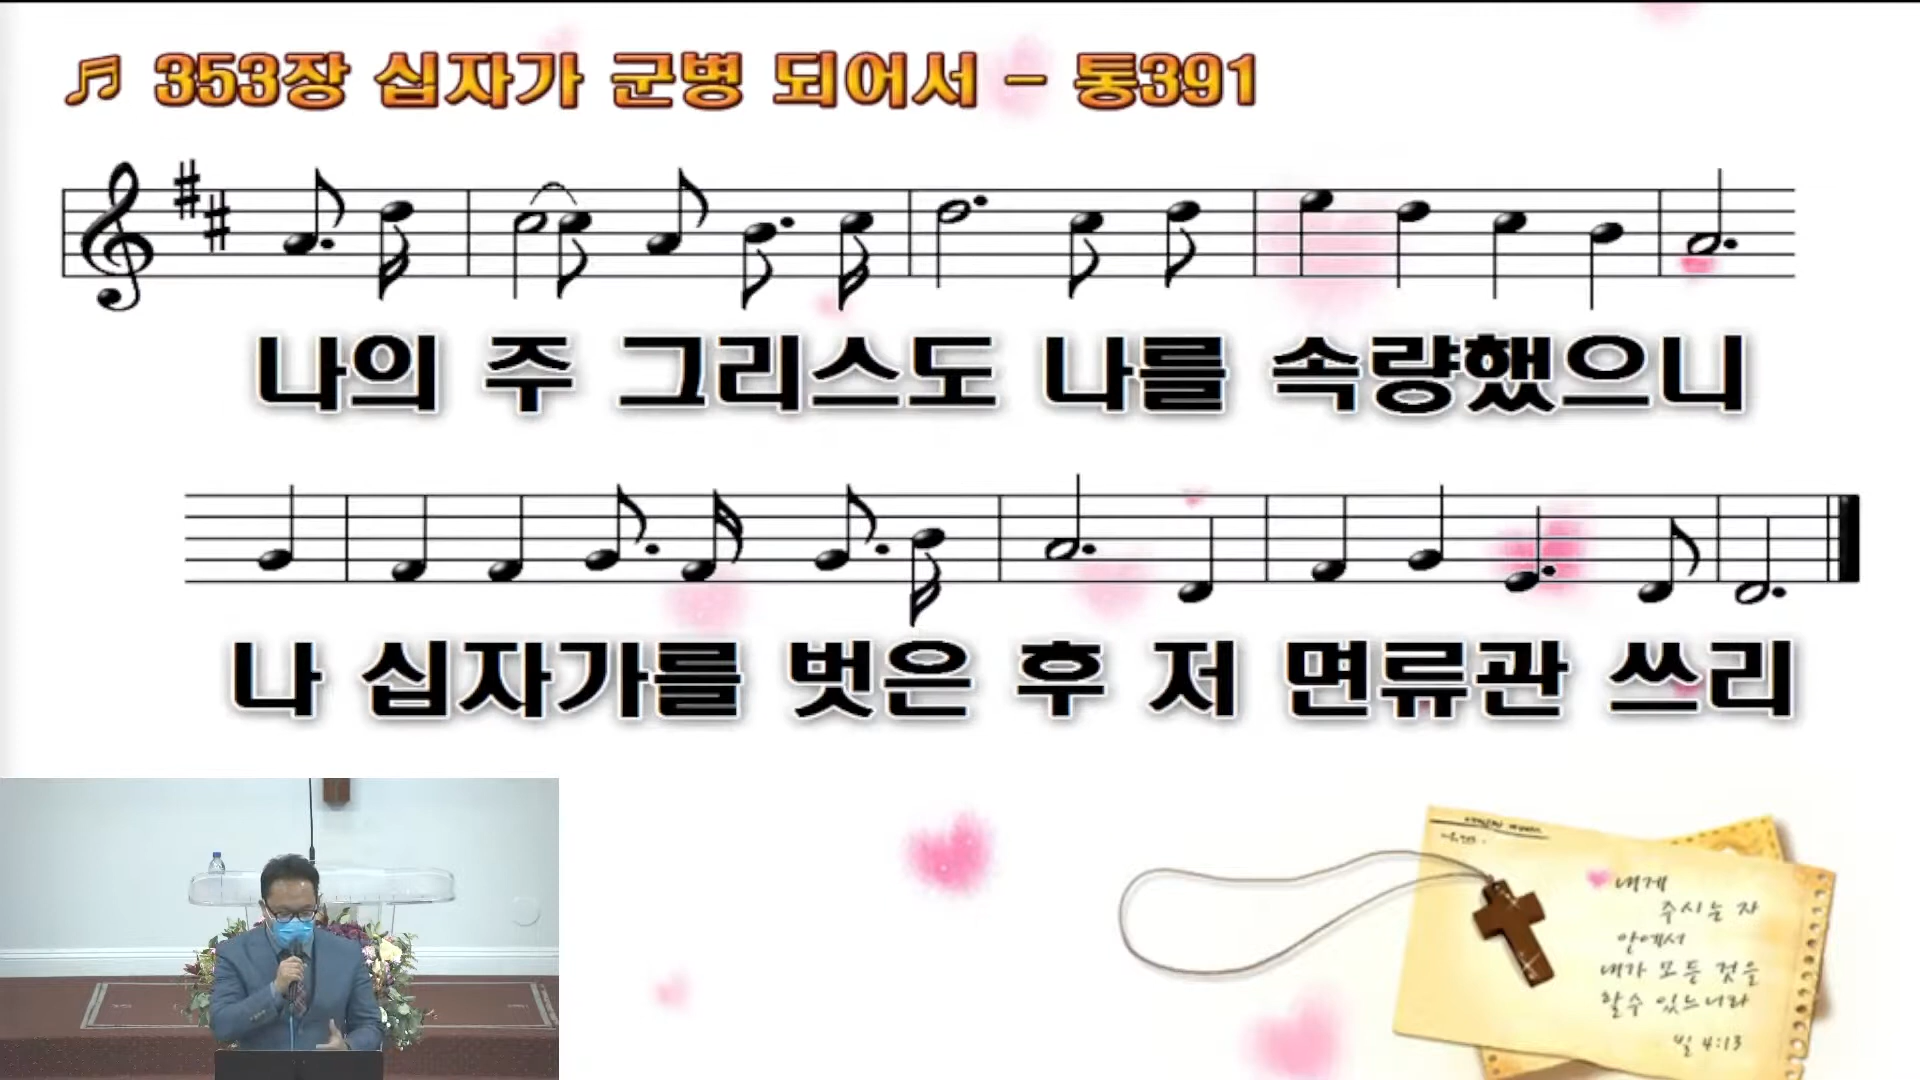 353장 십자가 군병 되어서 - 통391
나의 주 그리스도 나를 속량했으니
나 십자가를 벗은 후 저 면류관 쓰리
내게
주시는 자
안에서
내가 모든 것을
할 수 있느니라
빌 4:13